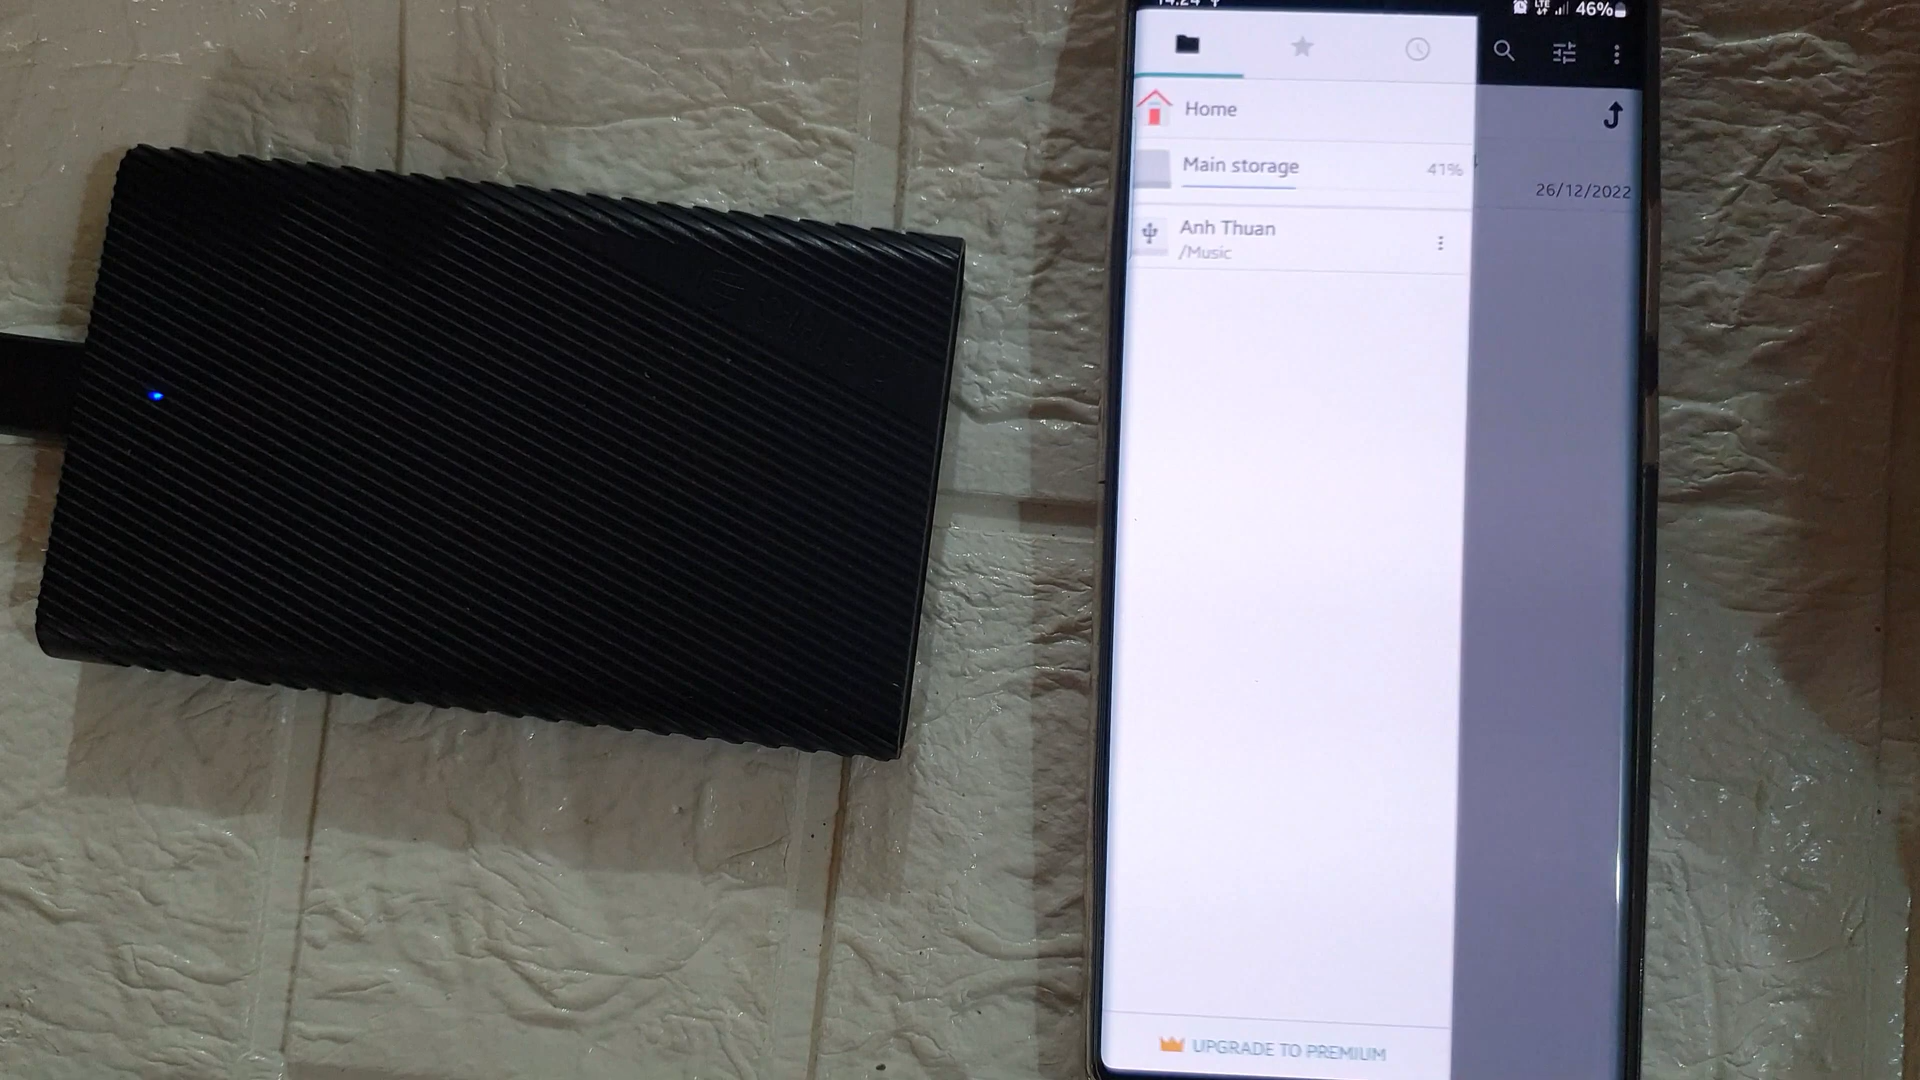 46%
Home
Main storage
41%
26/12/2022
Anh Thuan
/Music
UPGRADE TO PREMIUM